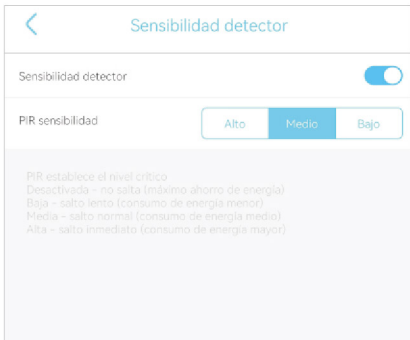 Sensibilidad detector
Sensibilidad detector
PIR sensibilidad
Alto
Medio
Bajo
PIR establece el nivel crítico
Desactivada – no salta (máximo ahorro de energía)
Baja – salto lento (consumo de energía menor)
Media – salto normal (consumo de energía medio)
Alta – salto inmediato (consumo de energía mayor)